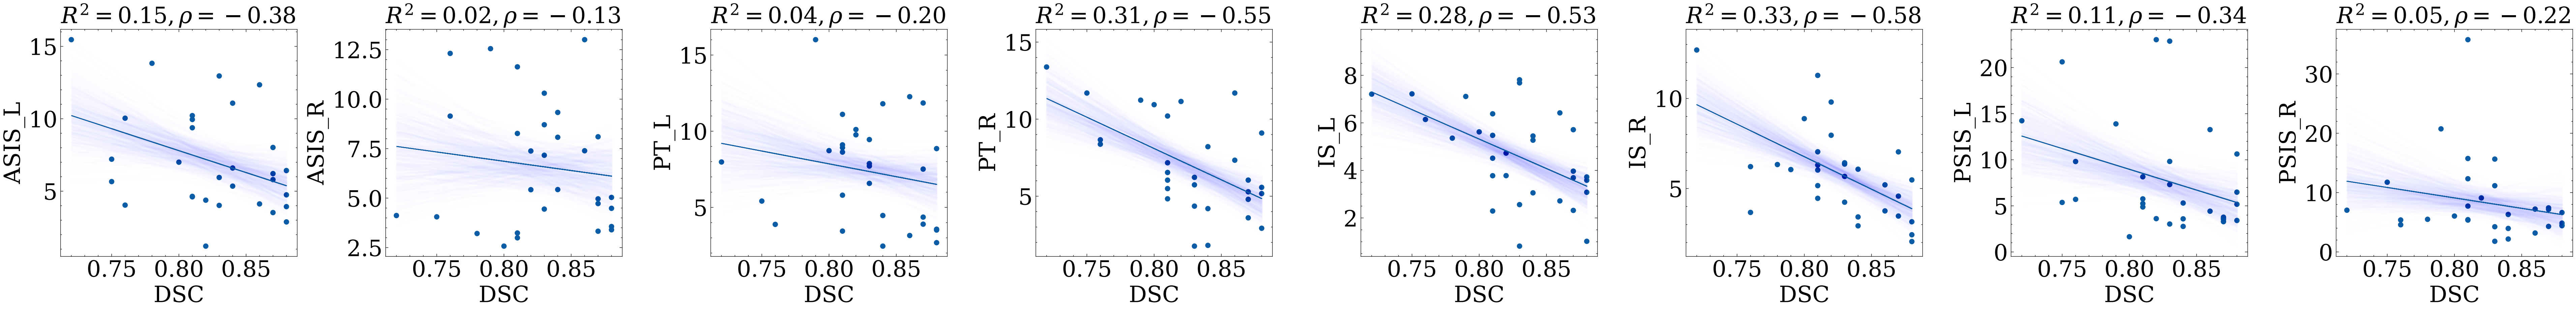 R² = 0.15, ρ = −0.38
ASIS_L
15
10
5
0.75 0.80 0.85
DSC
R² = 0.02, ρ = −0.13
ASIS_R
12.5
10.0
7.5
5.0
2.5
0.75 0.80 0.85
DSC
R² = 0.04, ρ = −0.20
PT_L
15
10
5
0.75 0.80 0.85
DSC
R² = 0.31, ρ = −0.55
PT_R
15
10
5
0.75 0.80 0.85
DSC
R² = 0.28, ρ = −0.53
IS_L
8
6
4
2
0.75 0.80 0.85
DSC
R² = 0.33, ρ = −0.58
IS_R
10
5
0.75 0.80 0.85
DSC
R² = 0.11, ρ = −0.34
PSIS_L
20
15
10
5
0
0.75 0.80 0.85
DSC
R² = 0.05, ρ = −0.22
PSIS_R
30
20
10
0
0.75 0.80 0.85
DSC